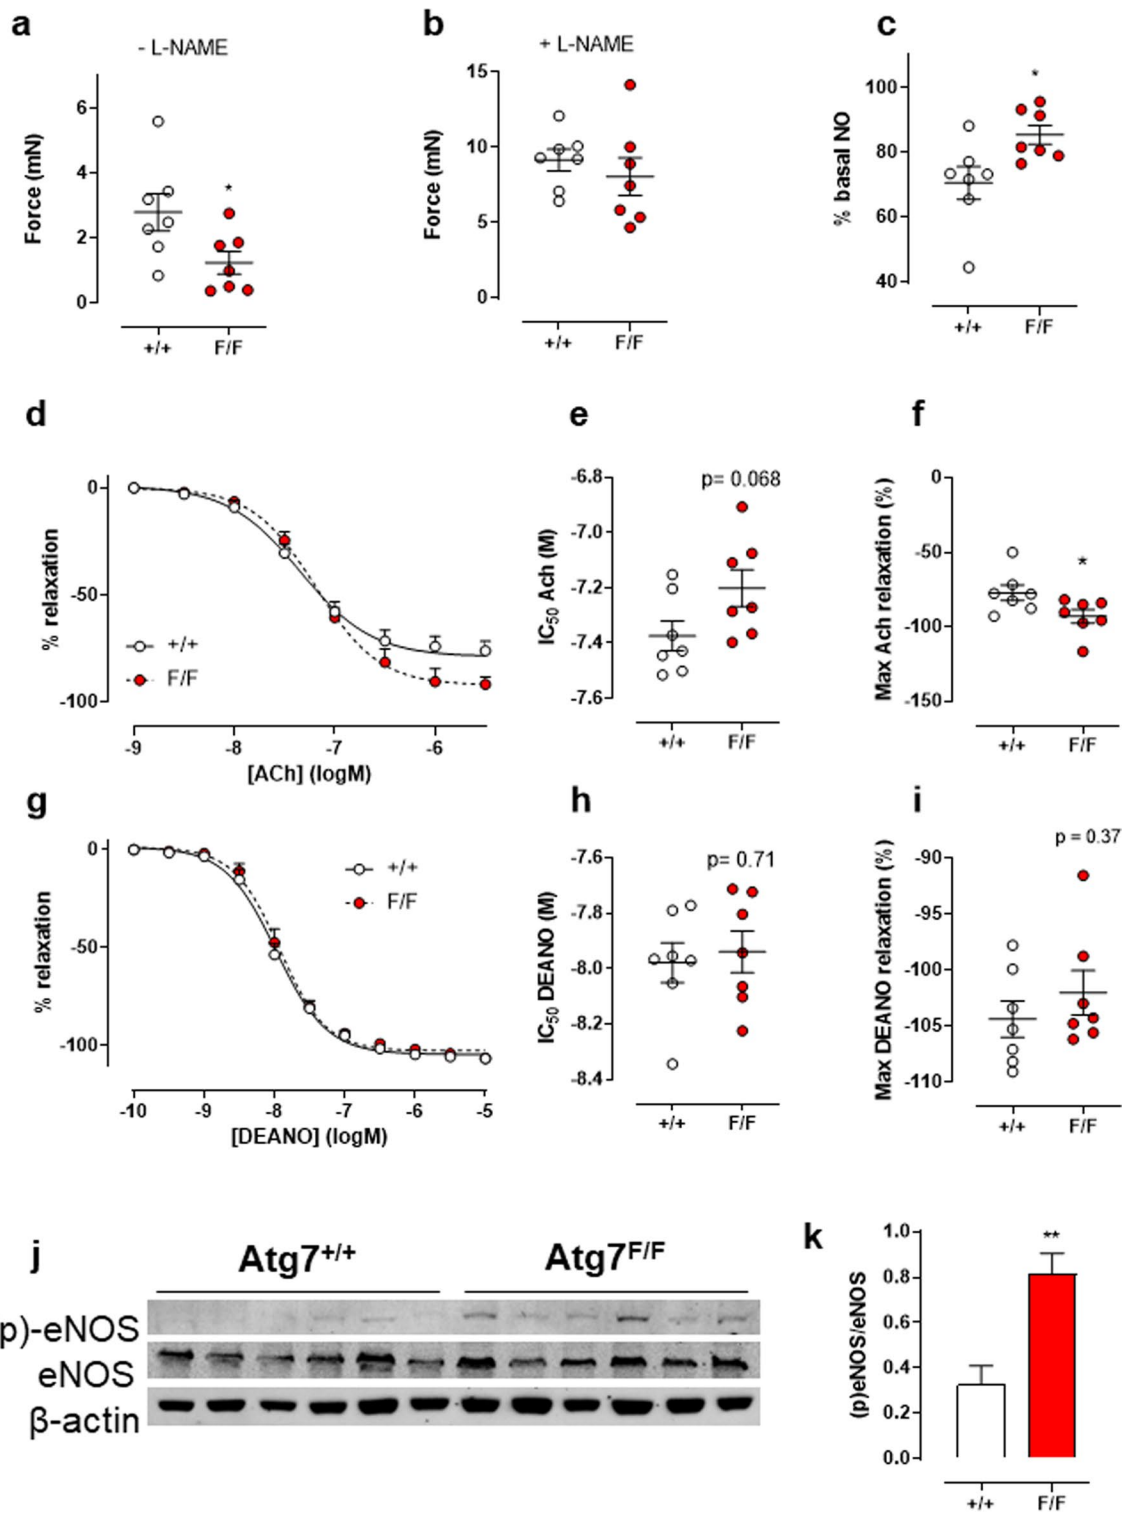 a
- L-NAME
Force (mN)
6
4
2
0
*
+/+
F/F
b
+ L-NAME
Force (mN)
15
10
5
0
+/+
F/F
c
% basal NO
100
80
60
40
*
+/+
F/F
d
% relaxation
0
-50
-100
+/+
F/F
-9
-8
-7
-6
[ACh] (logM)
e
IC50 Ach (M)
-6.8
-7.0
-7.2
-7.4
-7.6
p= 0.068
+/+
F/F
f
Max Ach relaxation (%)
0
-50
-100
-150
*
+/+
F/F
g
% relaxation
0
-50
-100
+/+
F/F
-10
-9
-8
-7
-6
-5
[DEANO] (logM)
h
IC50 DEANO (M)
-7.6
-7.8
-8.0
-8.2
-8.4
p= 0.71
+/+
F/F
i
Max DEANO relaxation (%)
-90
-95
-100
-105
-110
p = 0.37
+/+
F/F
j
Atg7+/+
Atg7F/F
p)-eNOS
eNOS
β-actin
k
(p)eNOS/eNOS
1.0
0.8
0.6
0.4
0.2
0.0
**
+/+
F/F